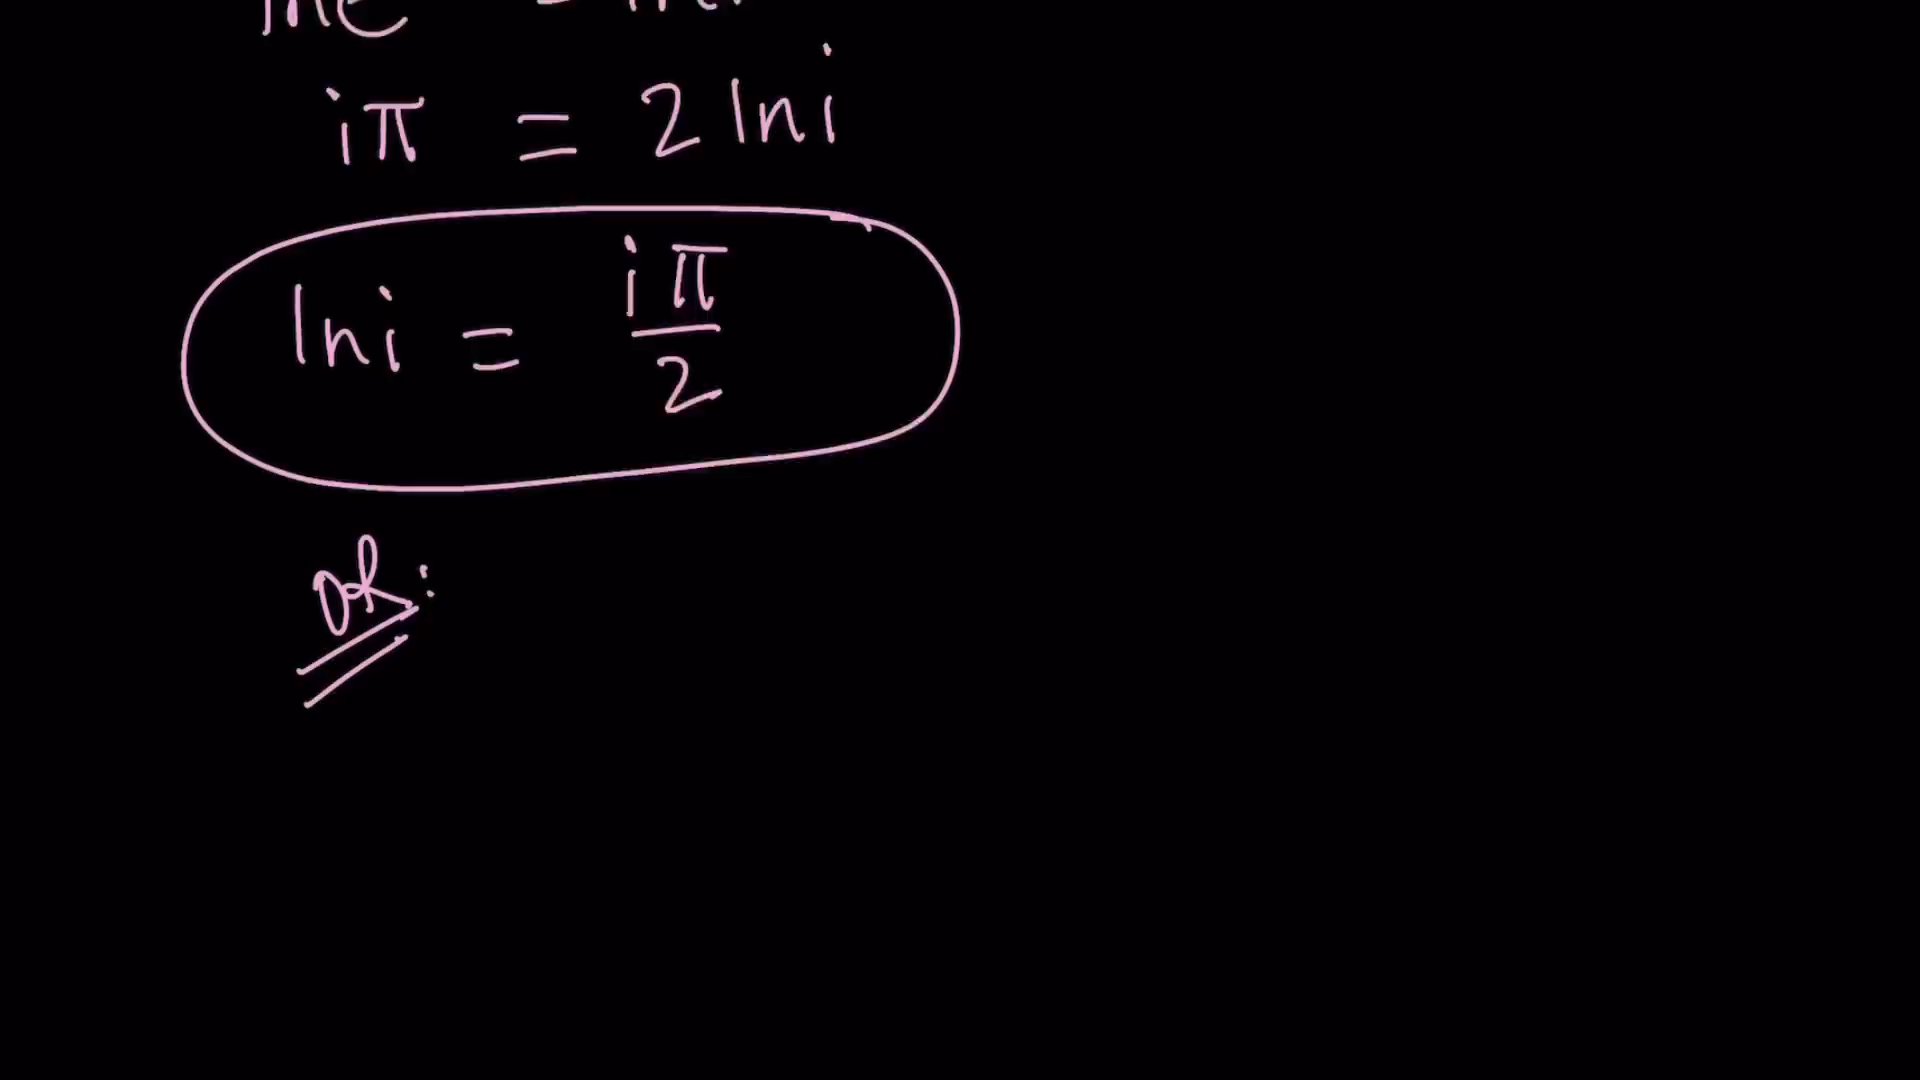 iπ = 2 ln i
ln i = iπ/2
OR: